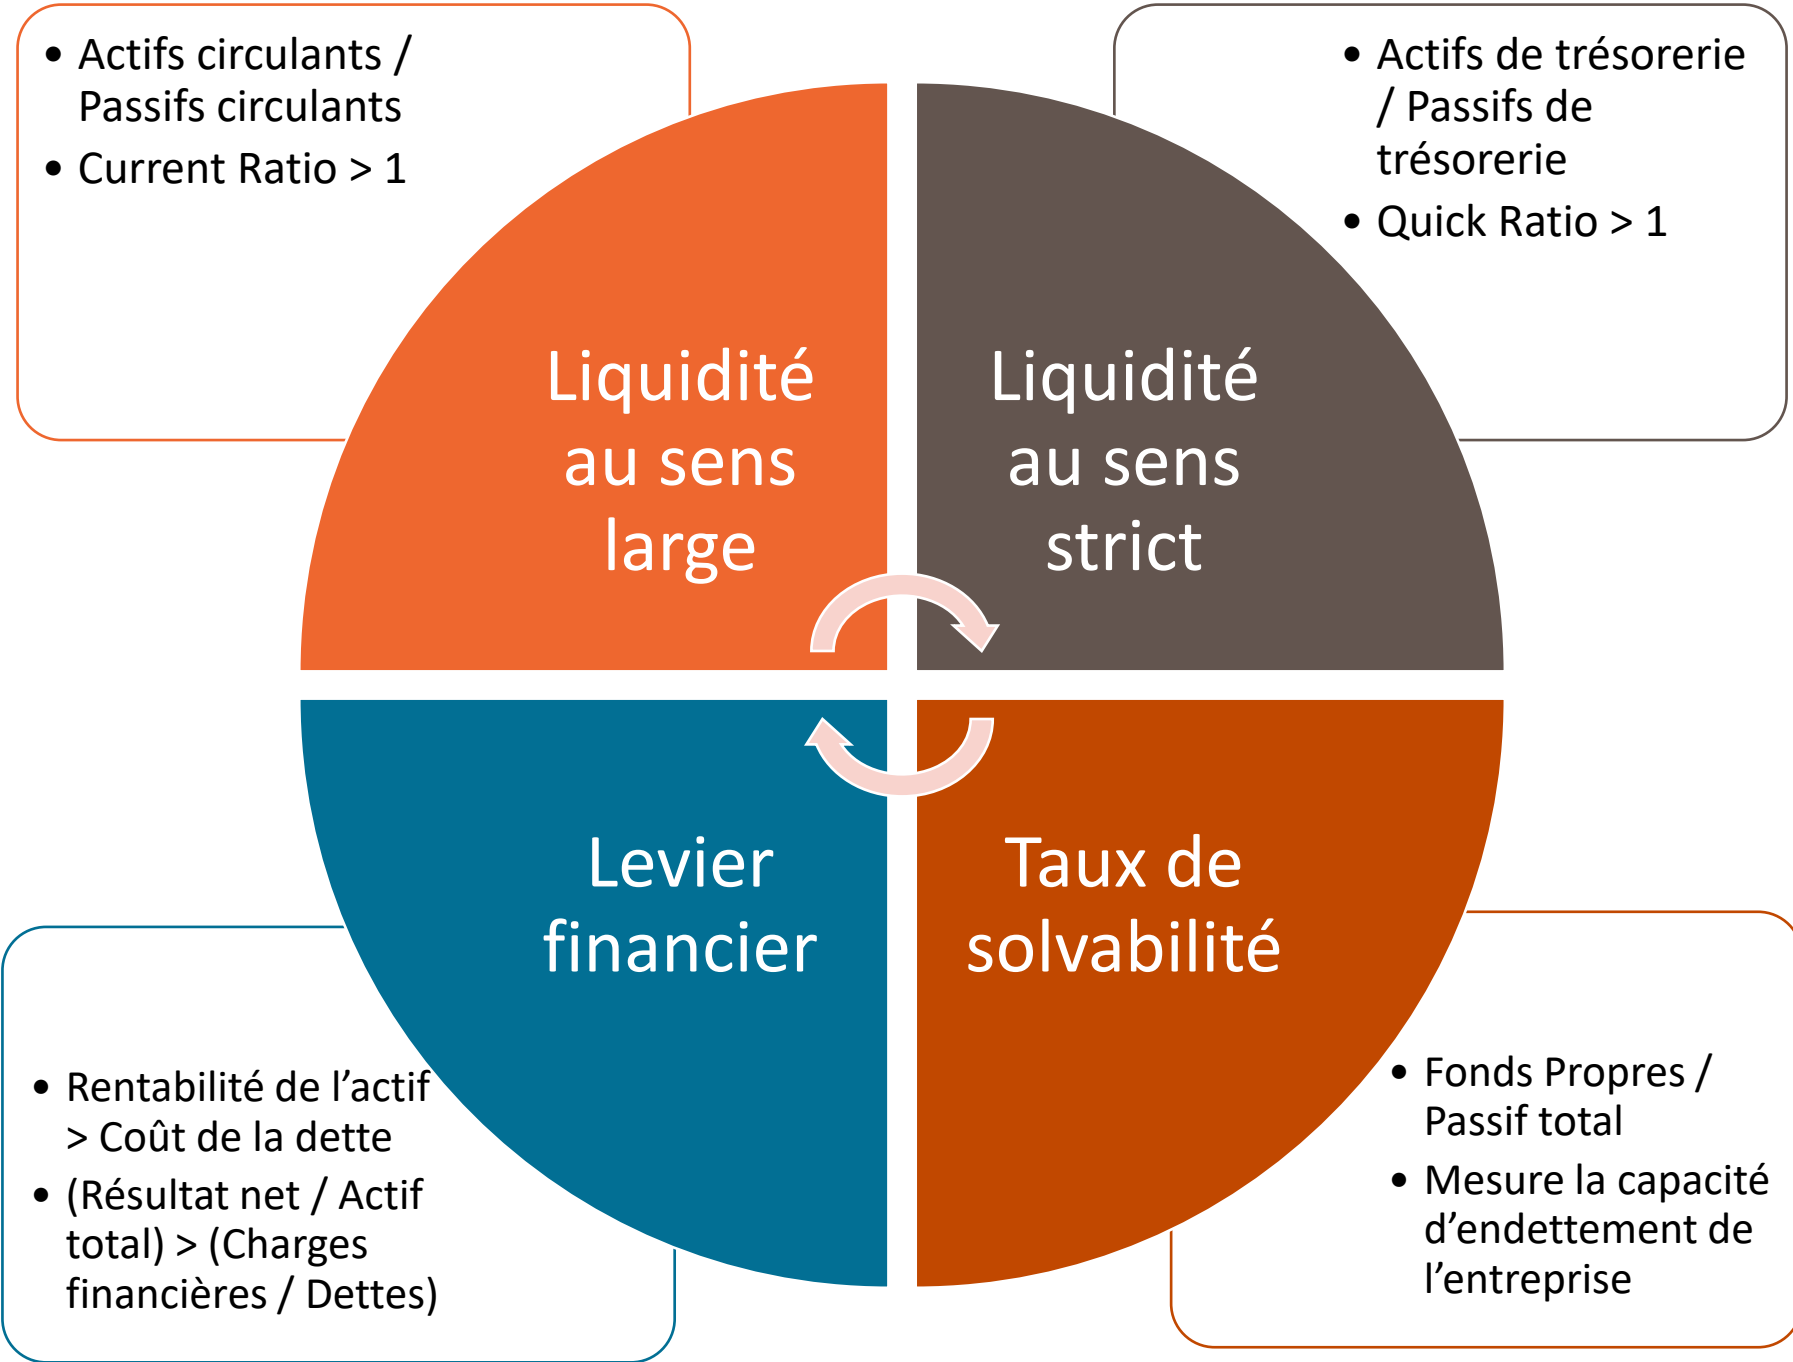 • Actifs circulants /
Passifs circulants
• Current Ratio > 1
• Actifs de trésorerie
/ Passifs de
trésorerie
• Quick Ratio > 1
Liquidité
au sens
large
Liquidité
au sens
strict
Levier
financier
Taux de
solvabilité
• Rentabilité de l’actif
> Coût de la dette
• (Résultat net / Actif
total) > (Charges
financières / Dettes)
• Fonds Propres /
Passif total
• Mesure la capacité
d’endettement de
l’entreprise